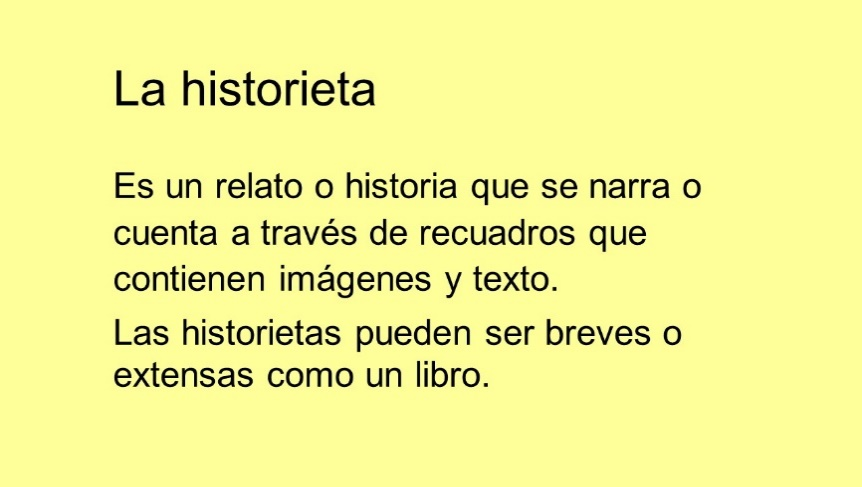 La historieta
Es un relato o historia que se narra o
cuenta a través de recuadros que
contienen imágenes y texto.
Las historietas pueden ser breves o
extensas como un libro.